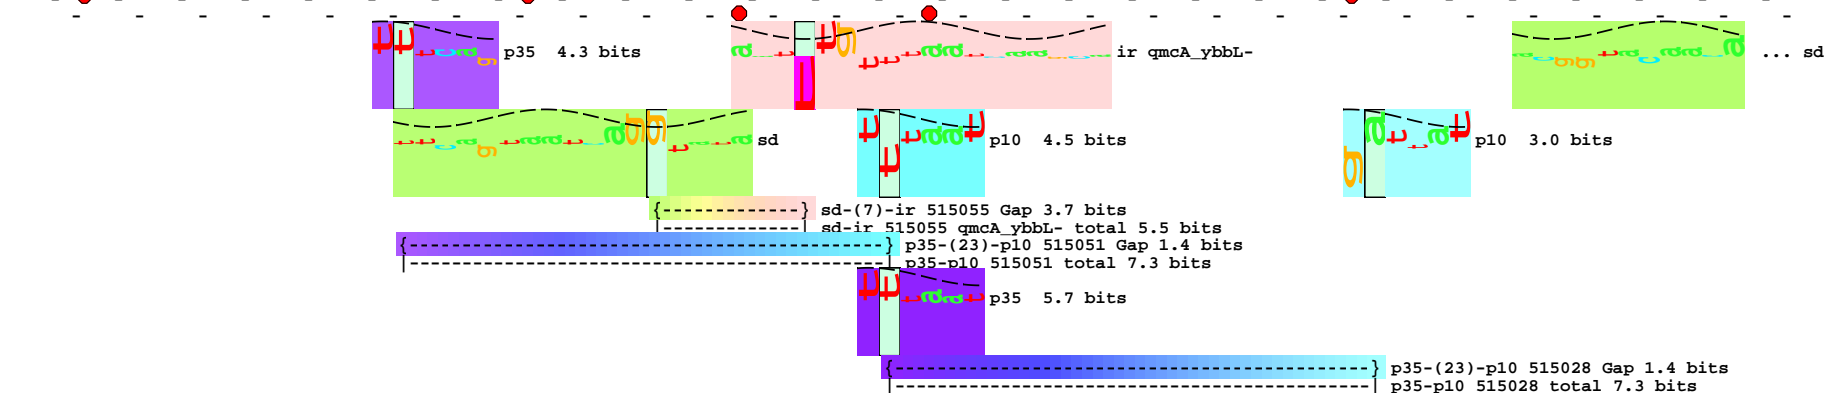 p35 4.3 bits
ir qmcA_ybbL-
... sd
sd
p10 4.5 bits
p10 3.0 bits
{--------------} sd-(7)-ir 515055 Gap 3.7 bits
|--------------| sd-ir 515055 qmcA_ybbL- total 5.5 bits
{----------------------------------------------} p35-(23)-p10 515051 Gap 1.4 bits
|----------------------------------------------| p35-p10 515051 total 7.3 bits
p35 5.7 bits
{----------------------------------------------} p35-(23)-p10 515028 Gap 1.4 bits
|----------------------------------------------| p35-p10 515028 total 7.3 bits